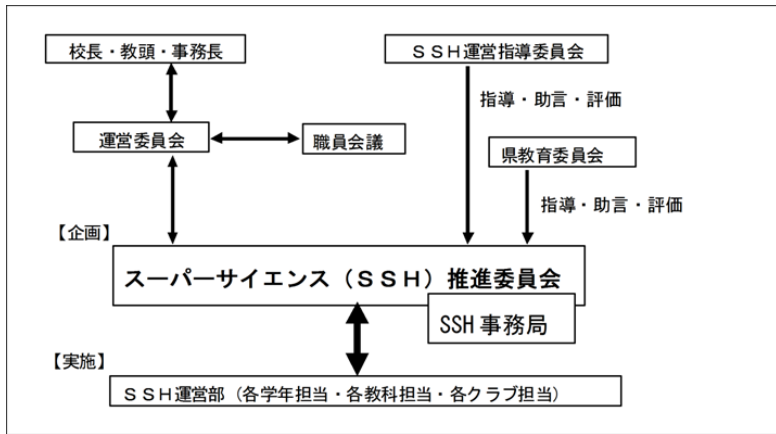 校長・教頭・事務長
ＳＳＨ運営指導委員会
指導・助言・評価
運営委員会
職員会議
県教育委員会
指導・助言・評価
【企画】
スーパーサイエンス（ＳＳＨ）推進委員会
SSH 事務局
【実施】
ＳＳＨ運営部（各学年担当・各教科担当・各クラブ担当）